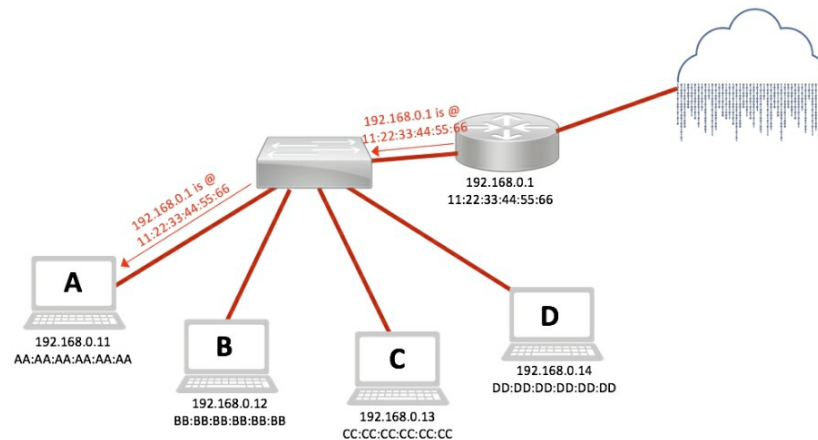 192.168.0.1 is @
11:22:33:44:55:66
192.168.0.1
11:22:33:44:55:66
192.168.0.1 is @
11:22:33:44:55:66
A
192.168.0.11
AA:AA:AA:AA:AA:AA
B
192.168.0.12
BB:BB:BB:BB:BB:BB
C
192.168.0.13
CC:CC:CC:CC:CC:CC
D
192.168.0.14
DD:DD:DD:DD:DD:DD